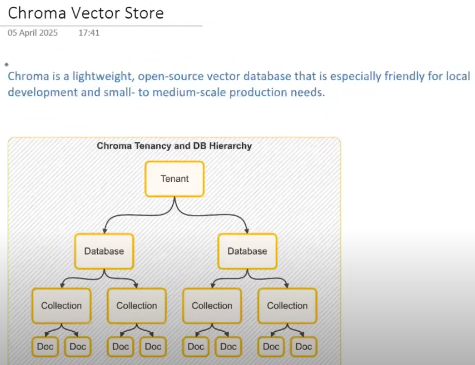 Chroma Vector Store
05 April 2025 17:41
Chroma is a lightweight, open-source vector database that is especially friendly for local
development and small- to medium-scale production needs.
Chroma Tenancy and DB Hierarchy
Tenant
Database Database
Collection Collection Collection Collection
Doc Doc Doc Doc Doc Doc Doc Doc